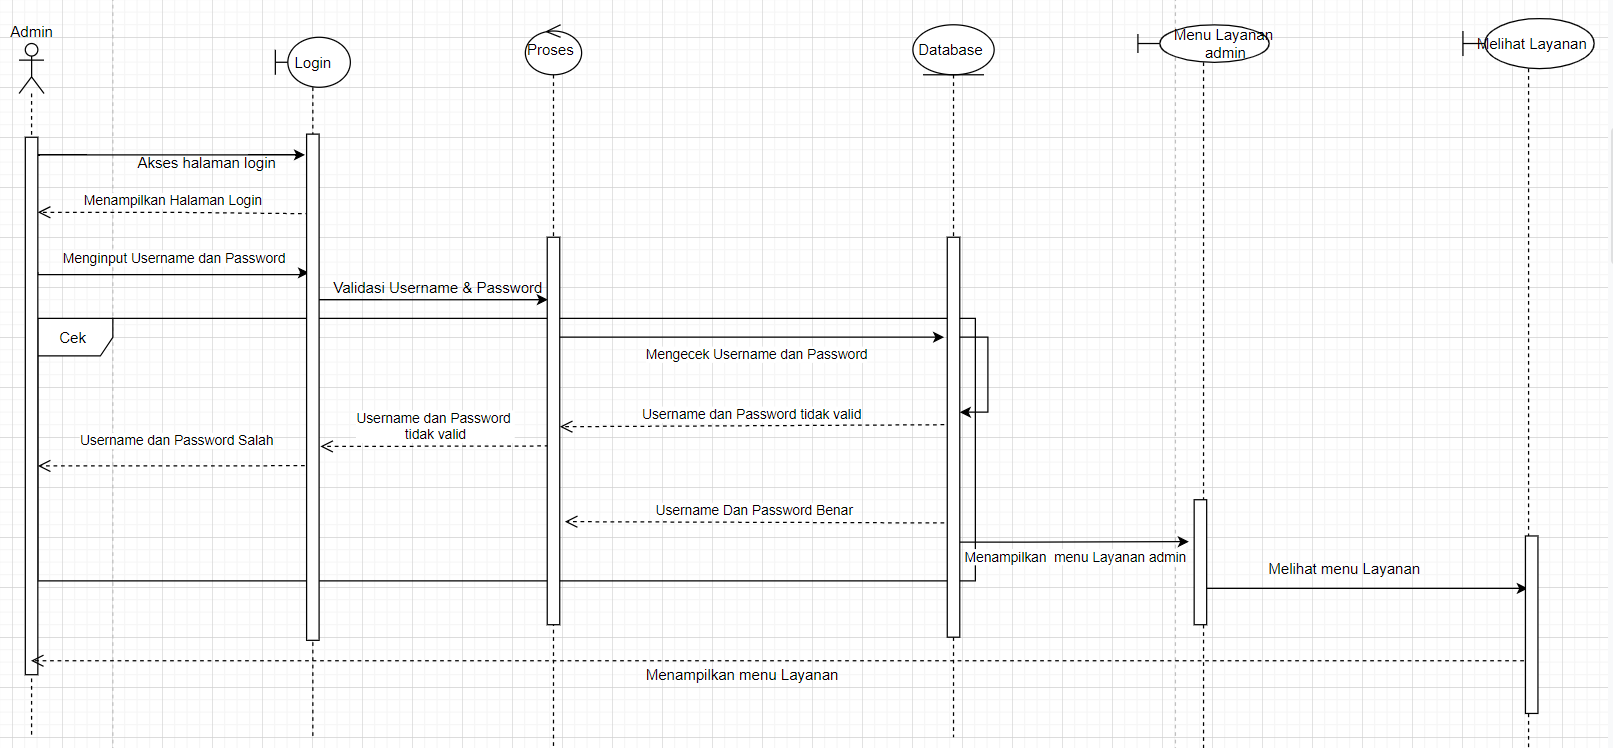 Admin
Login
Proses
Database
Menu Layanan
admin
Melihat Layanan
Akses halaman login
Menampilkan Halaman Login
Menginput Username dan Password
Validasi Username & Password
Cek
Mengecek Username dan Password
Username dan Password tidak valid
Username dan Password
tidak valid
Username dan Password Salah
Username Dan Password Benar
Menampilkan  menu Layanan admin
Melihat menu Layanan
Menampilkan menu Layanan